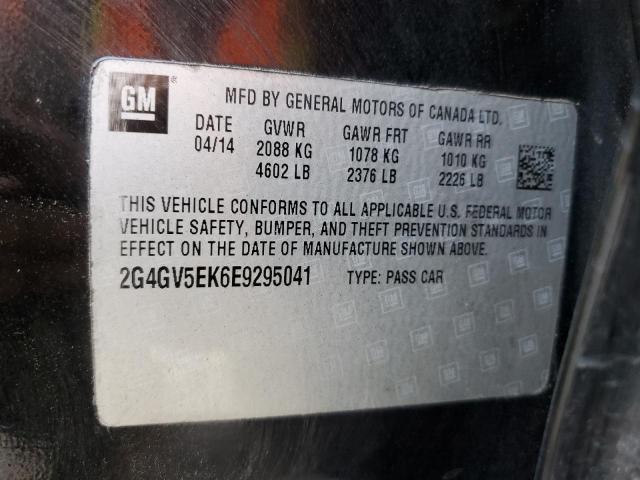 GM ®
MFD BY GENERAL MOTORS OF CANADA LTD.
DATE GVWR GAWR FRT GAWR RR
04/14 2088 KG 1078 KG 1010 KG
4602 LB 2376 LB 2226 LB
THIS VEHICLE CONFORMS TO ALL APPLICABLE U.S. FEDERAL MOTOR
VEHICLE SAFETY, BUMPER, AND THEFT PREVENTION STANDARDS IN
EFFECT ON THE DATE OF MANUFACTURE SHOWN ABOVE.
2G4GV5EK6E9295041 TYPE: PASS CAR